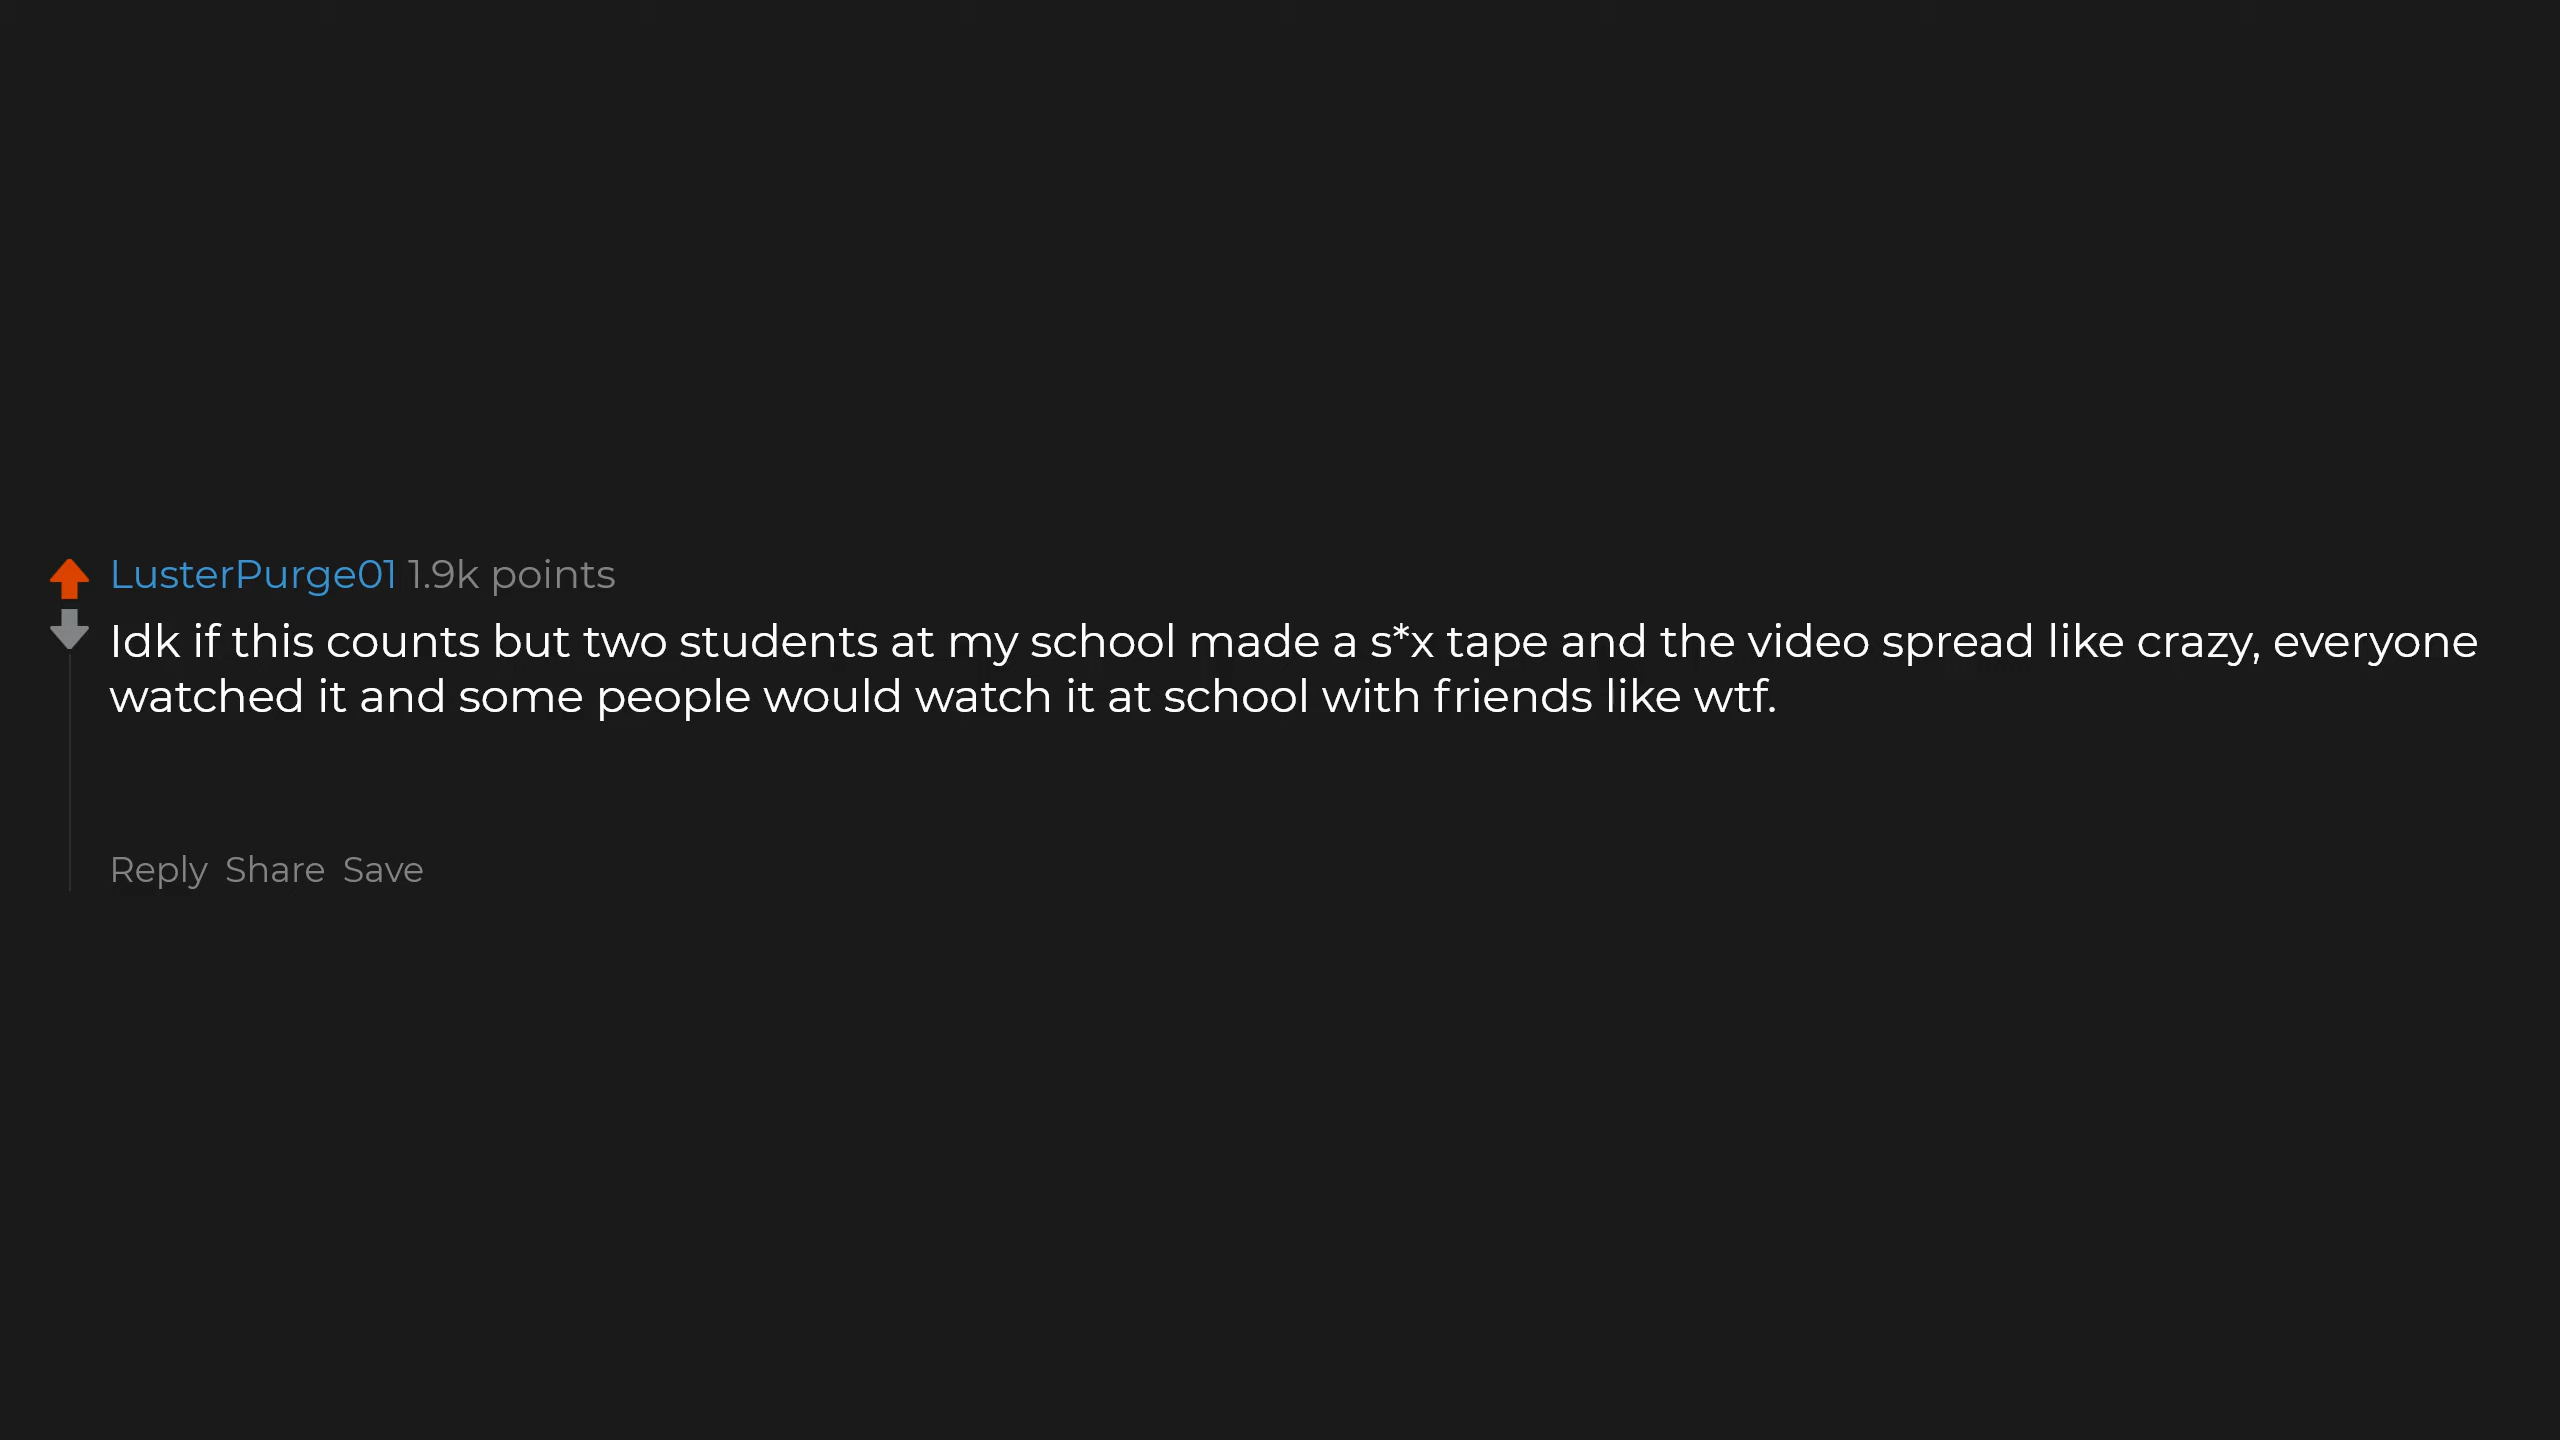 LusterPurge01 1.9k points
Idk if this counts but two students at my school made a s*x tape and the video spread like crazy, everyone
watched it and some people would watch it at school with friends like wtf.
Reply Share Save